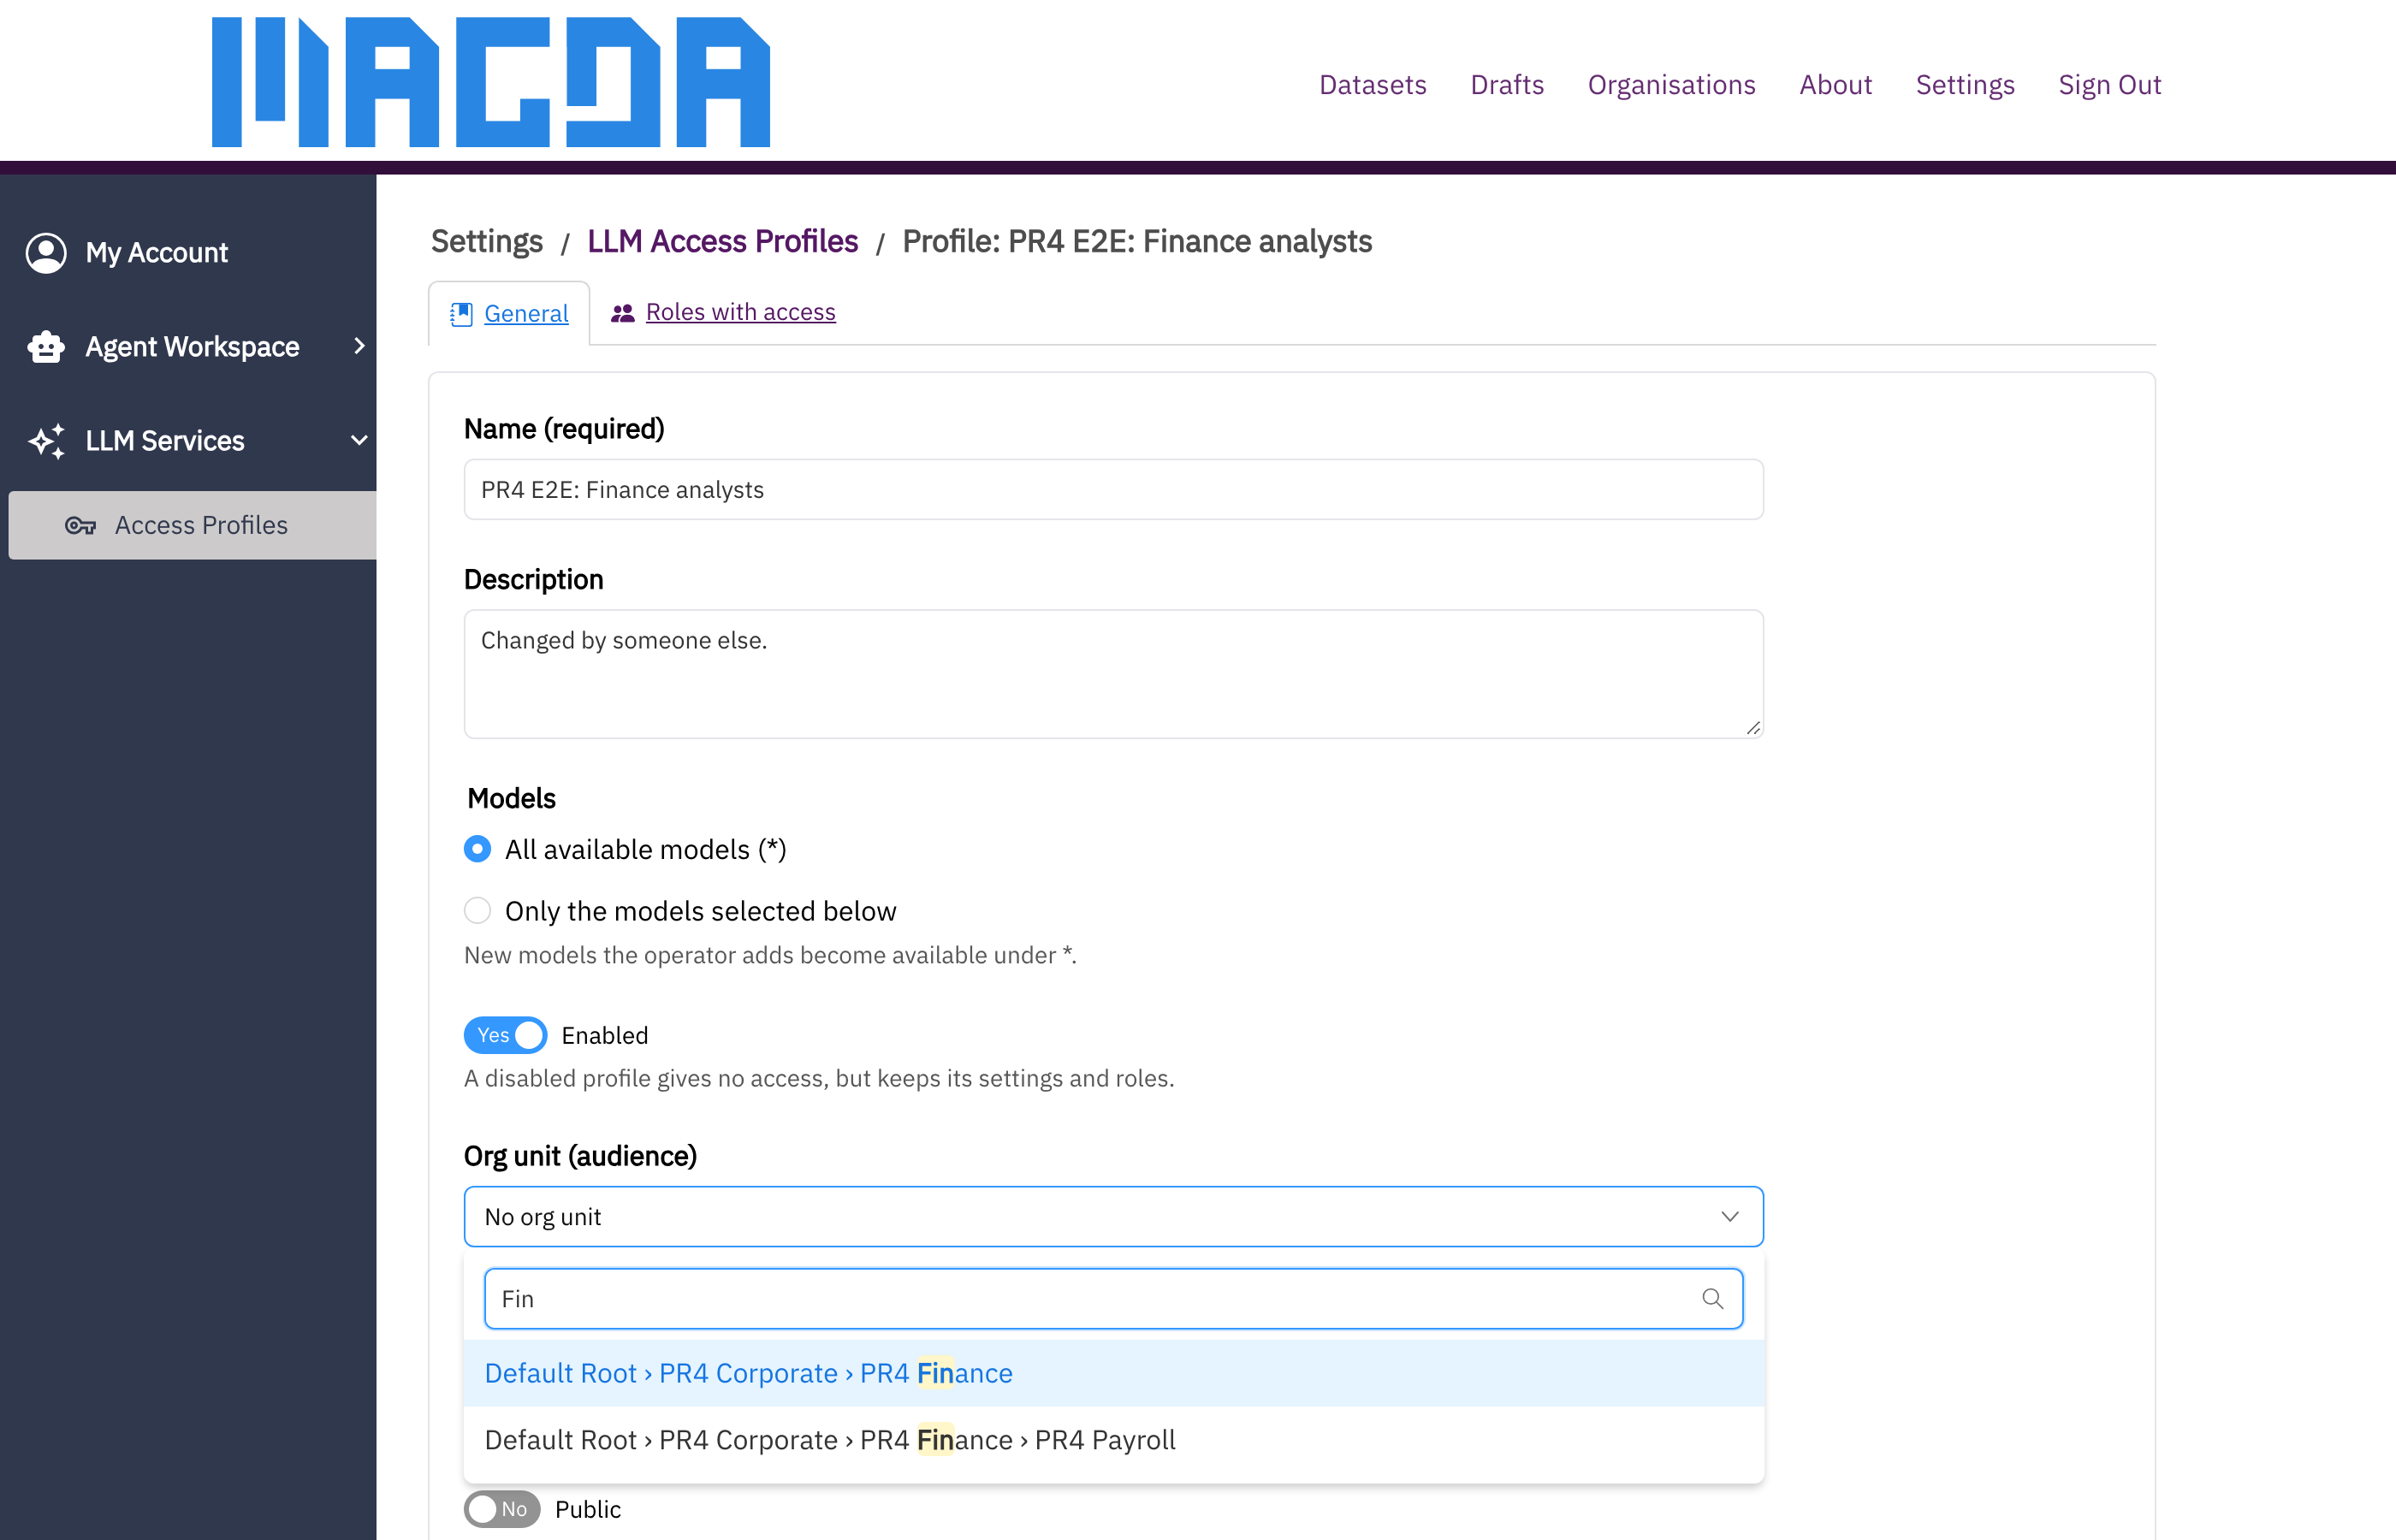 MAGDA
Datasets Drafts Organisations About Settings Sign Out
My Account
Agent Workspace
LLM Services
Access Profiles
Settings / LLM Access Profiles / Profile: PR4 E2E: Finance analysts
General Roles with access
Name (required)
PR4 E2E: Finance analysts
Description
Changed by someone else.
Models
All available models (*)
Only the models selected below
New models the operator adds become available under *.
Yes Enabled
A disabled profile gives no access, but keeps its settings and roles.
Org unit (audience)
No org unit
Fin
Default Root › PR4 Corporate › PR4 Finance
Default Root › PR4 Corporate › PR4 Finance › PR4 Payroll
No Public